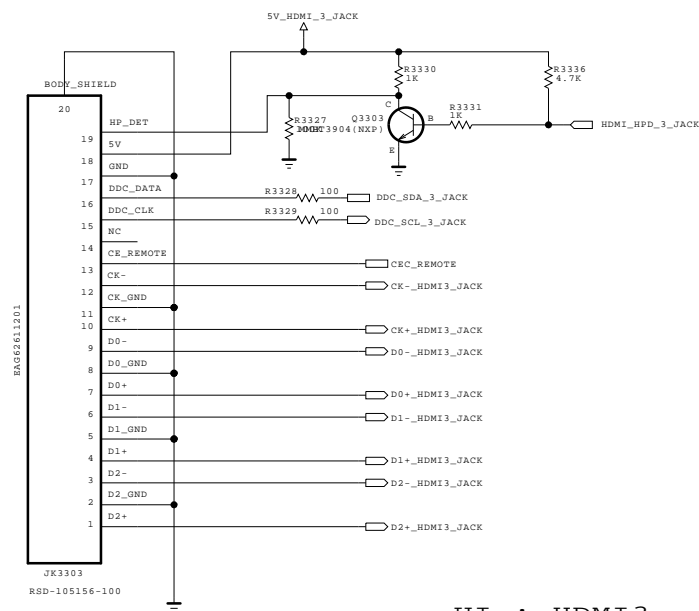 5V_HDMI_3_JACK
R3330
1K
R3336
4.7K
BODY_SHIELD
20
C
R3331
1K
R3327
Q3303
MMBT3904(NXP)
B
HDMI_HPD_3_JACK
E
19
HP_DET
18
5V
17
GND
16
DDC_DATA
R3328
100
DDC_SDA_3_JACK
15
DDC_CLK
R3329
100
DDC_SCL_3_JACK
14
NC
13
CE_REMOTE
CEC_REMOTE
12
CK-
CK-_HDMI3_JACK
11
CK_GND
10
CK+
CK+_HDMI3_JACK
9
D0-
D0-_HDMI3_JACK
8
D0_GND
7
D0+
D0+_HDMI3_JACK
6
D1-
D1-_HDMI3_JACK
5
D1_GND
4
D1+
D1+_HDMI3_JACK
3
D2-
D2-_HDMI3_JACK
2
D2_GND
1
D2+
D2+_HDMI3_JACK
EAG62611201
JK3303
RSD-105156-100
HDMI3